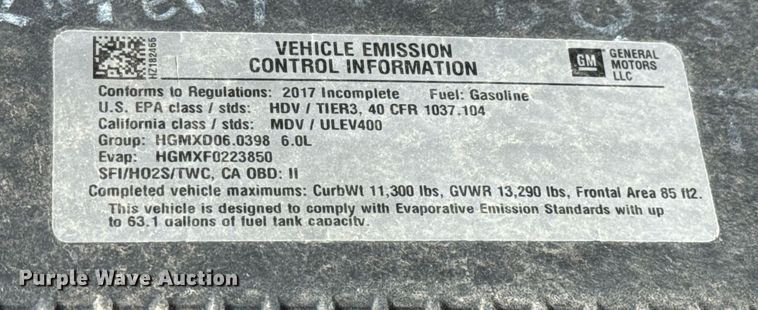 HZ182465
VEHICLE EMISSION
CONTROL INFORMATION
GM
GENERAL
MOTORS
LLC
Conforms to Regulations: 2017 Incomplete Fuel: Gasoline
U.S. EPA class / stds: HDV / TIER3, 40 CFR 1037.104
California class / stds: MDV / ULEV400
Group: HGMXD06.0398 6.0L
Evap: HGMXF0223850
SFI/HO2S/TWC, CA OBD: II
Completed vehicle maximums: CurbWt 11,300 lbs, GVWR 13,290 lbs, Frontal Area 85 ft2.
This vehicle is designed to comply with Evaporative Emission Standards with up
to 63.1 gallons of fuel tank capacity.
Purple Wave Auction